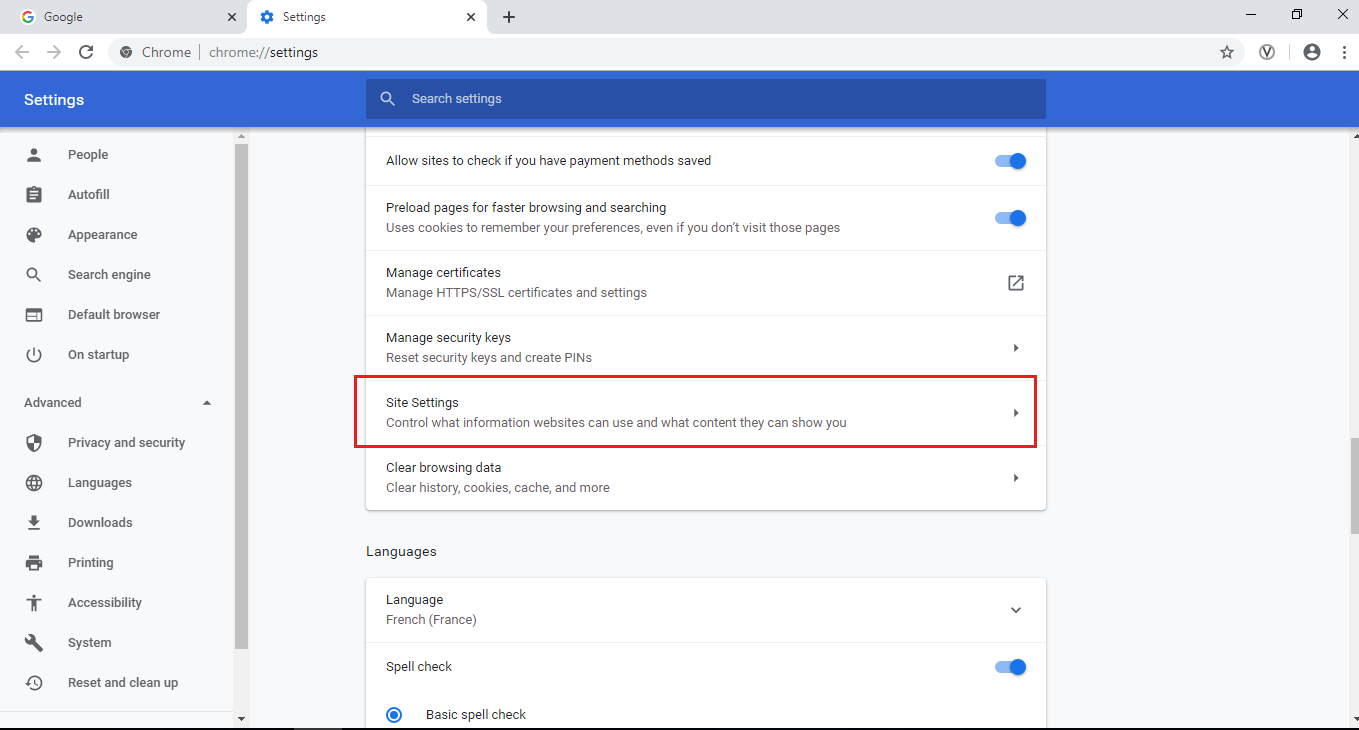 Google
Settings
Chrome
chrome://settings
Settings
Search settings
People
Autofill
Appearance
Search engine
Default browser
On startup
Advanced
Privacy and security
Languages
Downloads
Printing
Accessibility
System
Reset and clean up
Allow sites to check if you have payment methods saved
Preload pages for faster browsing and searching
Uses cookies to remember your preferences, even if you don’t visit those pages
Manage certificates
Manage HTTPS/SSL certificates and settings
Manage security keys
Reset security keys and create PINs
Site Settings
Control what information websites can use and what content they can show you
Clear browsing data
Clear history, cookies, cache, and more
Languages
Language
French (France)
Spell check
Basic spell check